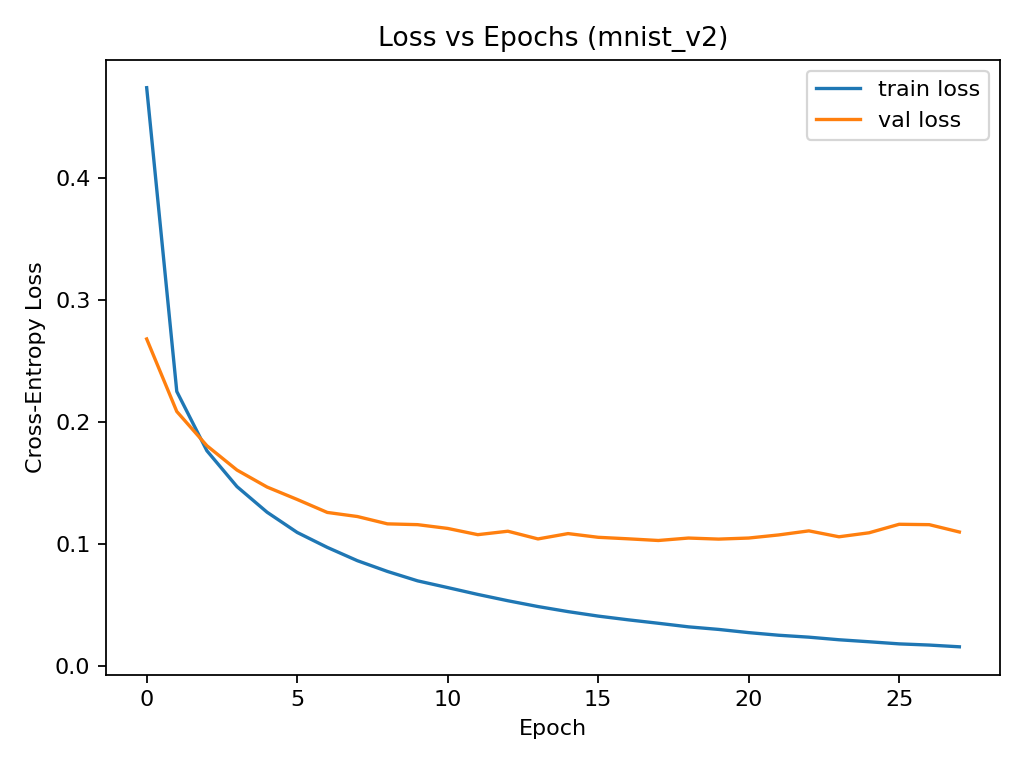 Loss vs Epochs (mnist_v2)
train loss
val loss
Cross-Entropy Loss
0.4
0.3
0.2
0.1
0.0
0 5 10 15 20 25
Epoch